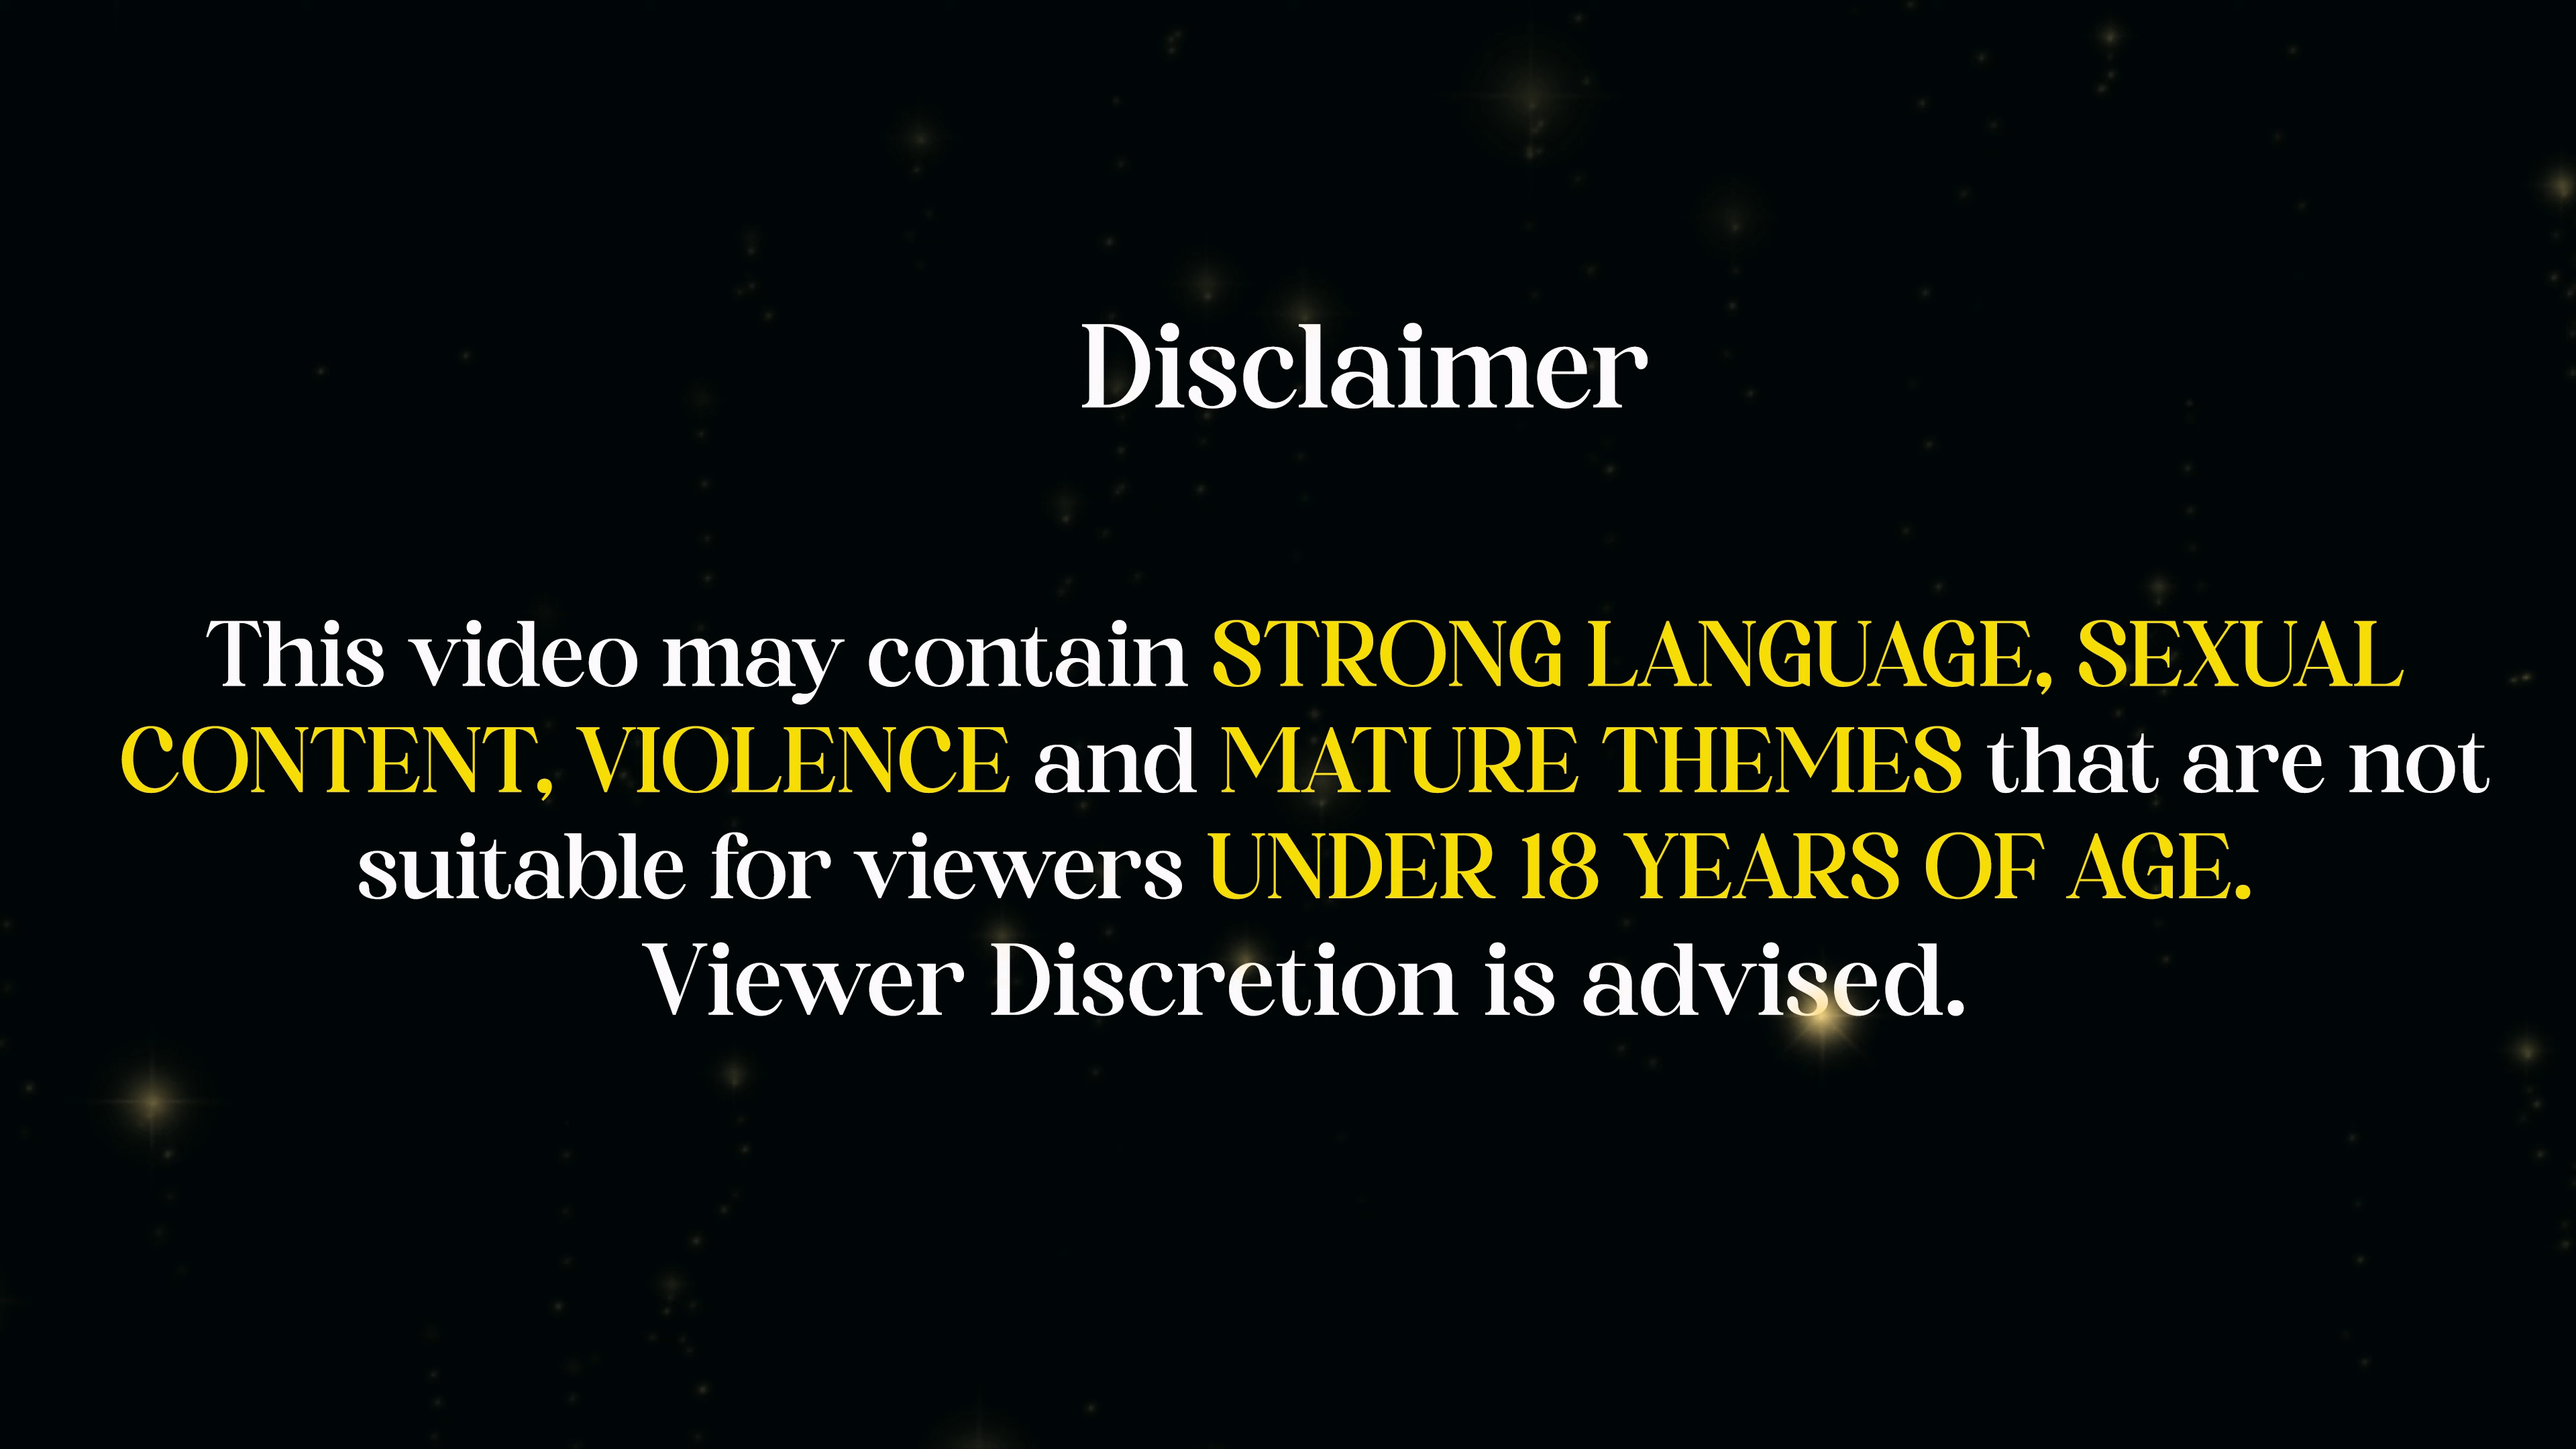 Disclaimer
This video may contain STRONG LANGUAGE, SEXUAL
CONTENT, VIOLENCE and MATURE THEMES that are not
suitable for viewers UNDER 18 YEARS OF AGE.
Viewer Discretion is advised.